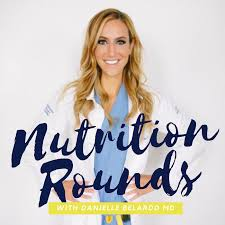 Nutrition
Rounds
WITH DANIELLE BELARDO MD